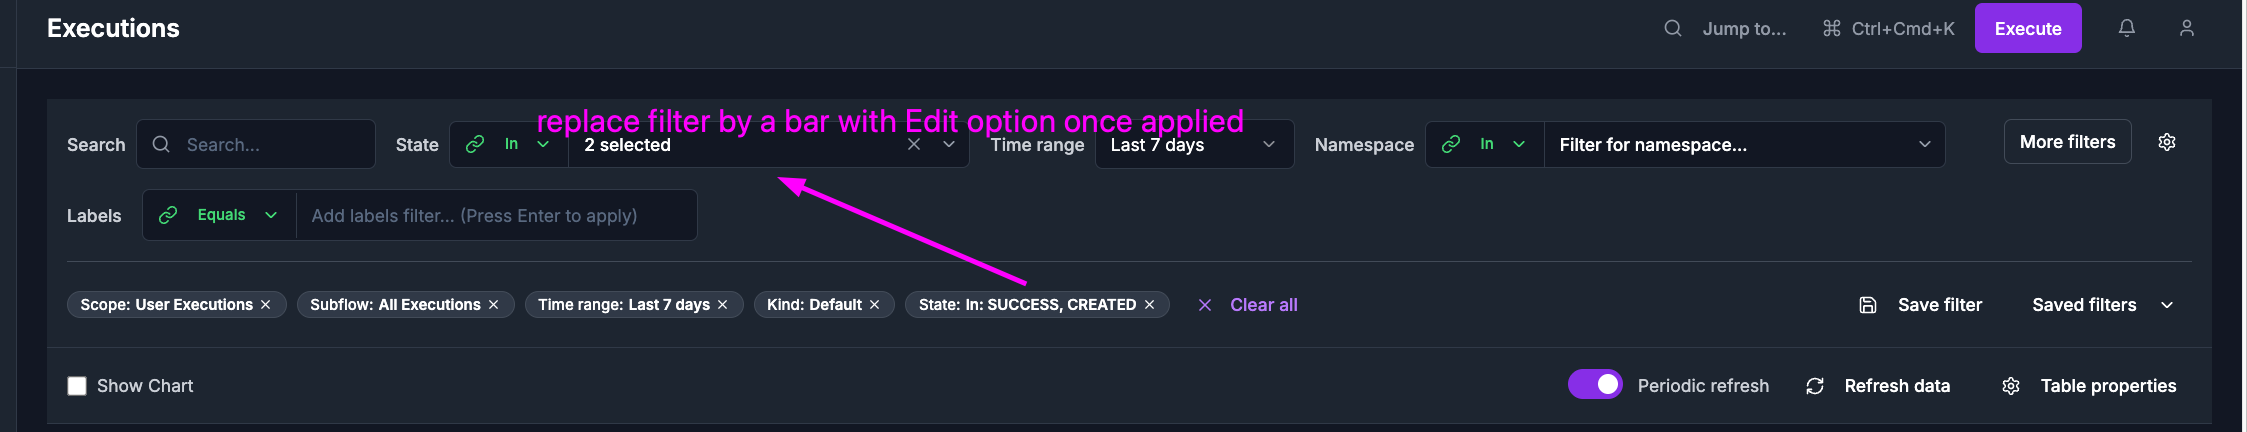 Executions
Jump to...
Ctrl+Cmd+K
Execute
replace filter by a bar with Edit option once applied
Search
Search...
State
In
2 selected
Time range
Last 7 days
Namespace
In
Filter for namespace...
More filters
Labels
Equals
Add labels filter... (Press Enter to apply)
Scope: User Executions
Subflow: All Executions
Time range: Last 7 days
Kind: Default
State: In: SUCCESS, CREATED
Clear all
Save filter
Saved filters
Show Chart
Periodic refresh
Refresh data
Table properties